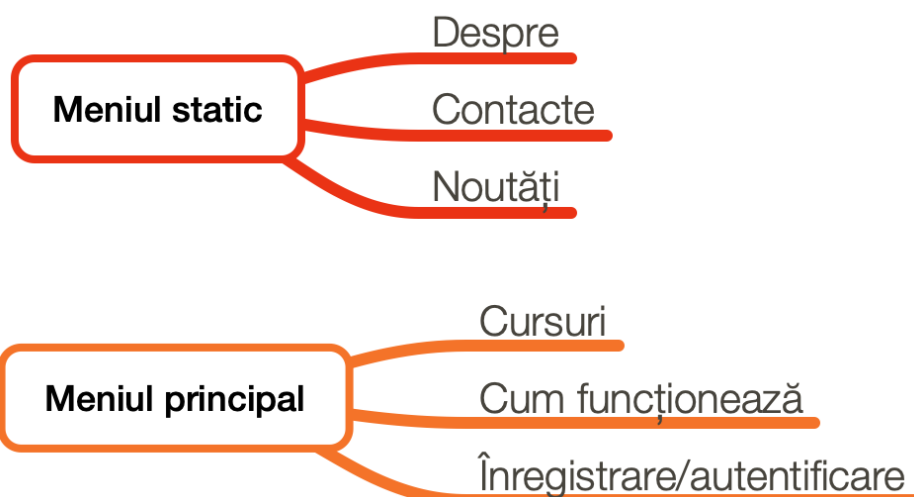 Despre
Meniul static
Contacte
Noutăți
Cursuri
Meniul principal
Cum funcționează
Înregistrare/autentificare